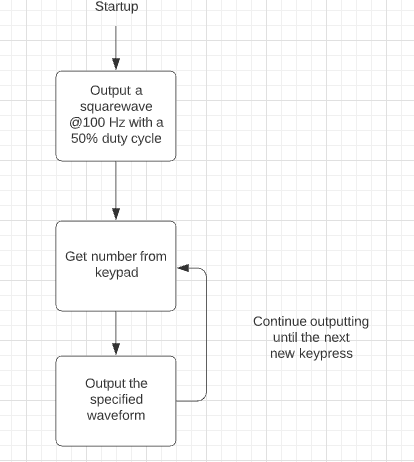 Startup
Output a
squarewave
@100 Hz with a
50% duty cycle
Get number from
keypad
Continue outputting
until the next
new keypress
Output the
specified
waveform